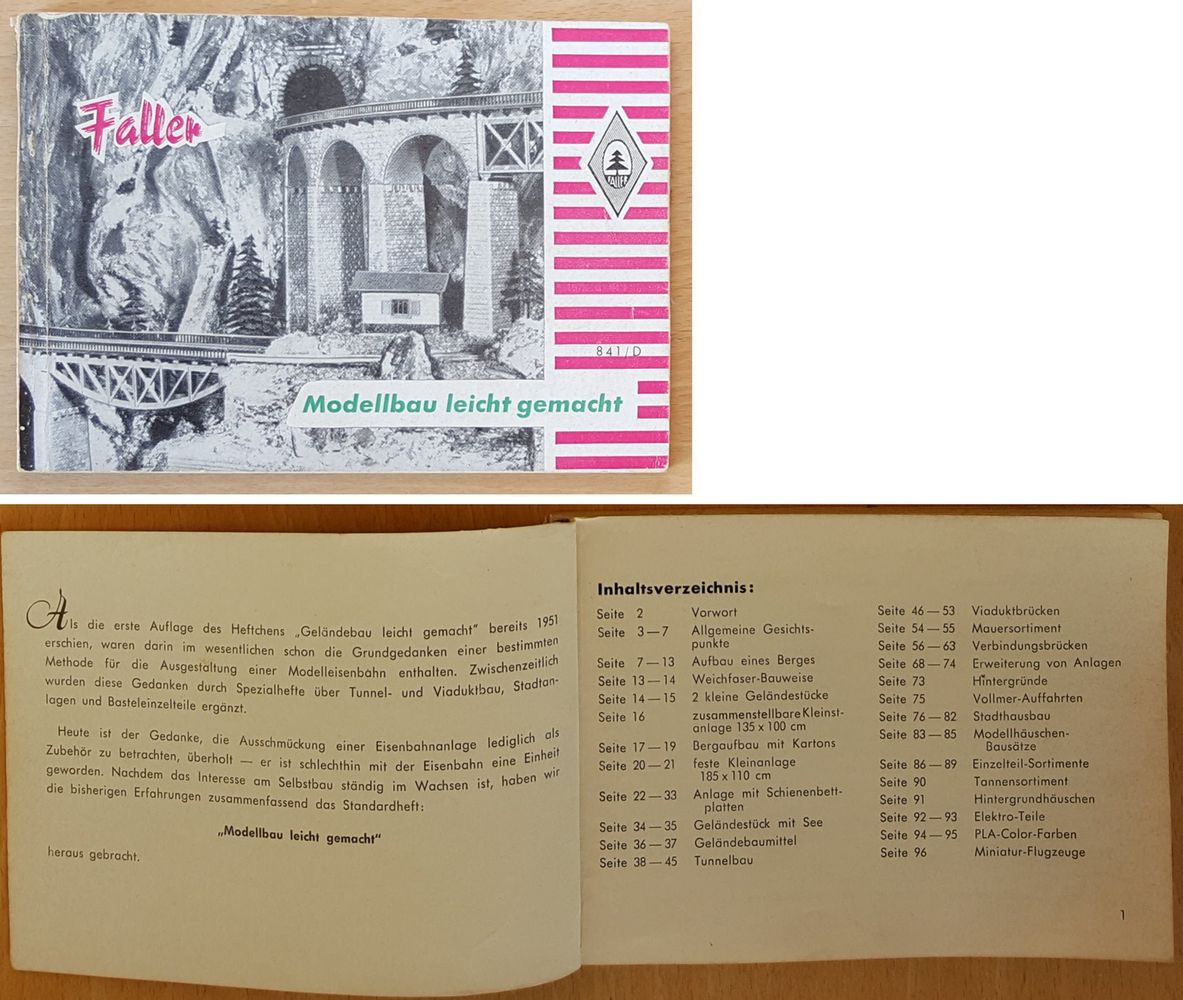 Faller
FALLER
841/D
Modellbau leicht gemacht
Als die erste Auflage des Heftchens „Geländebau leicht gemacht“ bereits 1951
erschien, waren darin im wesentlichen schon die Grundgedanken einer bestimmten
Methode für die Ausgestaltung einer Modelleisenbahn enthalten. Zwischenzeitlich
wurden diese Gedanken durch Spezialhefte über Tunnel- und Viaduktbau, Stadtan-
lagen und Bastelteinzelteile ergänzt.
Heute ist der Gedanke, die Ausschmückung einer Eisenbahnanlage lediglich als
Zubehör zu betrachten, überholt — er ist schlechthin mit der Eisenbahn eine Einheit
geworden. Nachdem das Interesse am Selbstbau ständig im Wachsen ist, haben wir
die bisherigen Erfahrungen zusammenfassend das Standardheft:
„Modellbau leicht gemacht“
heraus gebracht.
Inhaltsverzeichnis:
Seite 2 Vorwort
Seite 3—7 Allgemeine Gesichts-
punkte
Seite 7—13 Aufbau eines Berges
Seite 13—14 Weichfaser-Bauweise
Seite 14—15 2 kleine Geländestücke
Seite 16 zusammenstellbare Kleinst-
anlage 135 x 100 cm
Seite 17—19 Bergaufbau mit Kartons
Seite 20—21 feste Kleinanlage
185 x 110 cm
Seite 22—33 Anlage mit Schienenbett-
platten
Seite 34—35 Geländestück mit See
Seite 36—37 Geländebaumittel
Seite 38—45 Tunnelbau
Seite 46—53 Viaduktbrücken
Seite 54—55 Mauersortiment
Seite 56—63 Verbindungsbrücken
Seite 68—74 Erweiterung von Anlagen
Seite 73 Hintergründe
Seite 75 Vollmer-Auffahrten
Seite 76—82 Stadthausbau
Seite 83—85 Modellhäuschen-
Bausätze
Seite 86—89 Einzelteil-Sortimente
Seite 90 Tannensortiment
Seite 91 Hintergrundhäuschen
Seite 92—93 Elektro-Teile
Seite 94—95 PLA-Color-Farben
Seite 96 Miniatur-Flugzeuge
1